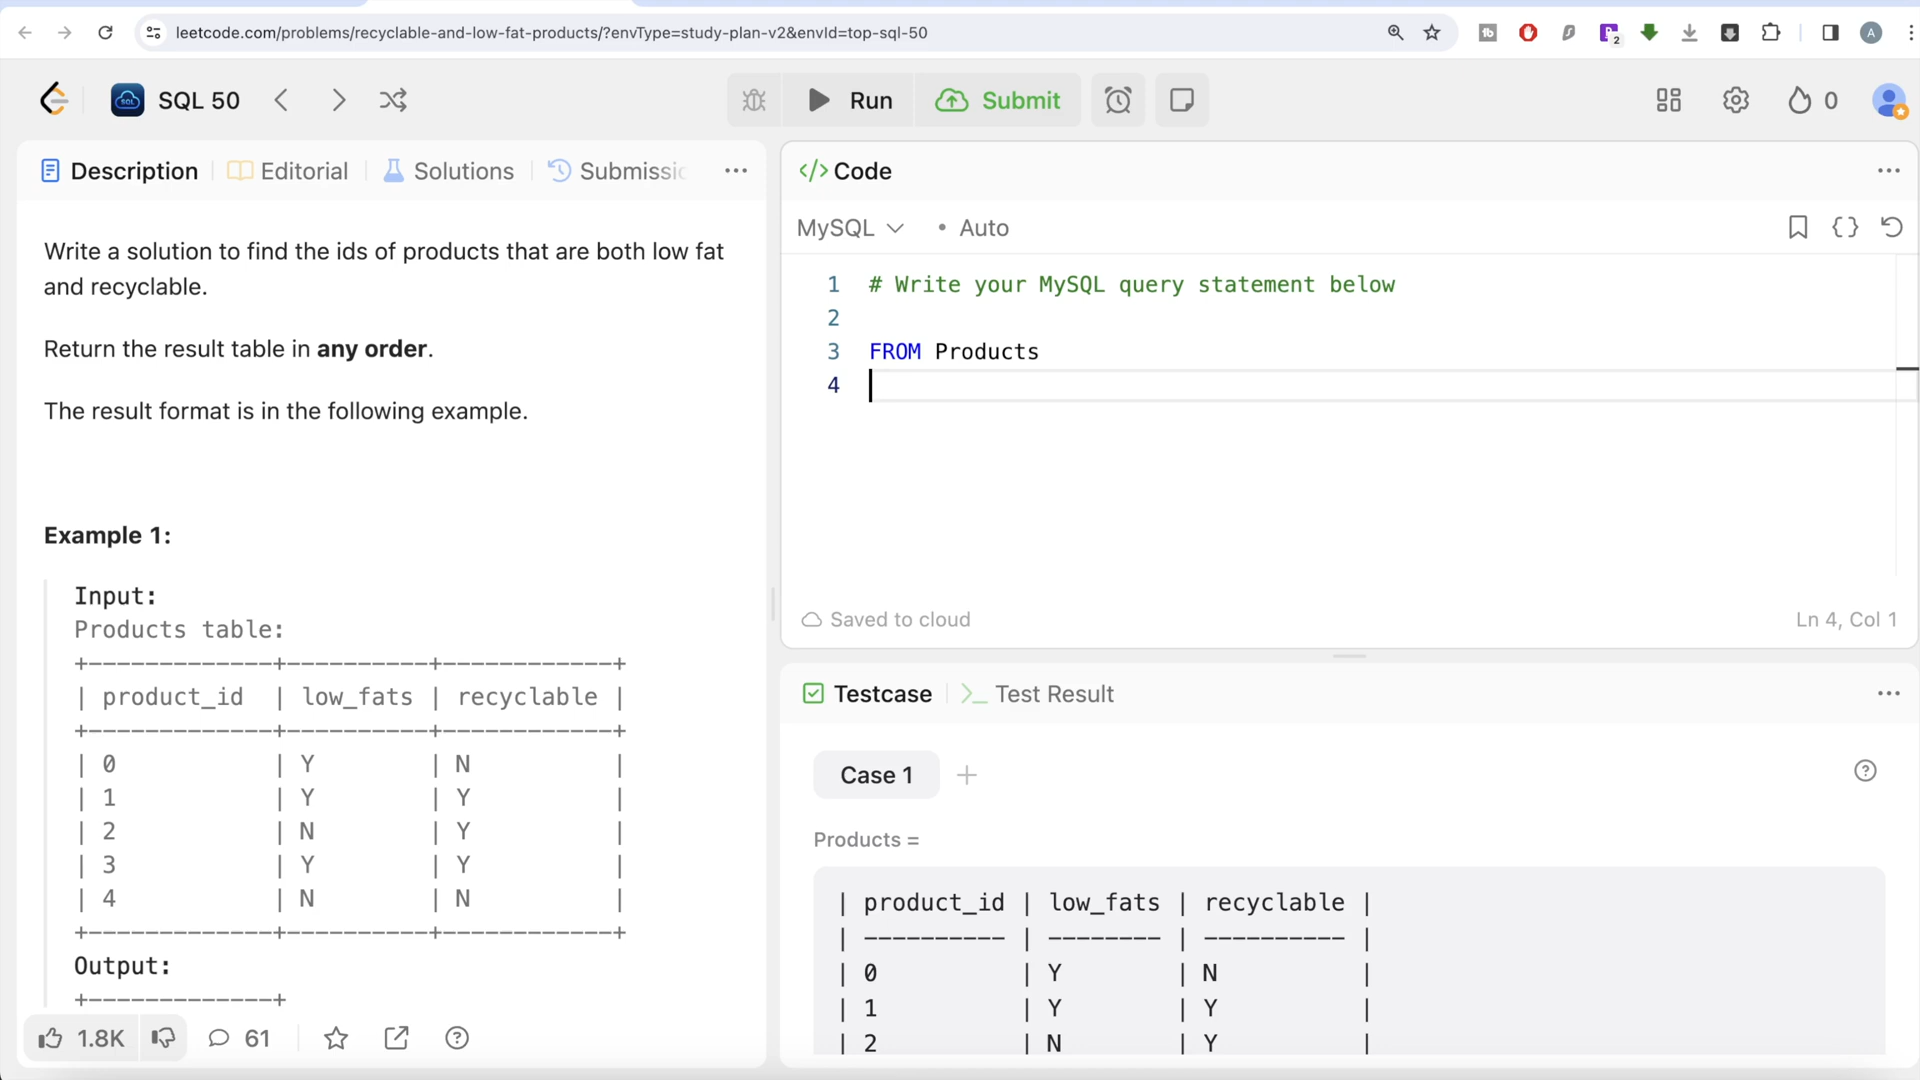 leetcode.com/problems/recyclable-and-low-fat-products/?envType=study-plan-v2&envId=top-sql-50
2
A
SQL
SQL 50
Run
Submit
0
Description
Editorial
Solutions
Submissio
Write a solution to find the ids of products that are both low fat
and recyclable.
Return the result table in any order.
The result format is in the following example.
Example 1:
Input:
Products table:
+-------------+----------+------------+
| product_id  | low_fats | recyclable |
+-------------+----------+------------+
| 0           | Y        | N          |
| 1           | Y        | Y          |
| 2           | N        | Y          |
| 3           | Y        | Y          |
| 4           | N        | N          |
+-------------+----------+------------+
Output:
+-------------+
1.8K
61
</> Code
MySQL
• Auto
{}
1 # Write your MySQL query statement below
2
3 FROM Products
4
Saved to cloud
Ln 4, Col 1
Testcase
>_ Test Result
Case 1
+
Products =
| product_id | low_fats | recyclable |
| ---------- | -------- | ---------- |
| 0          | Y        | N          |
| 1          | Y        | Y          |
| 2          | N        | Y          |